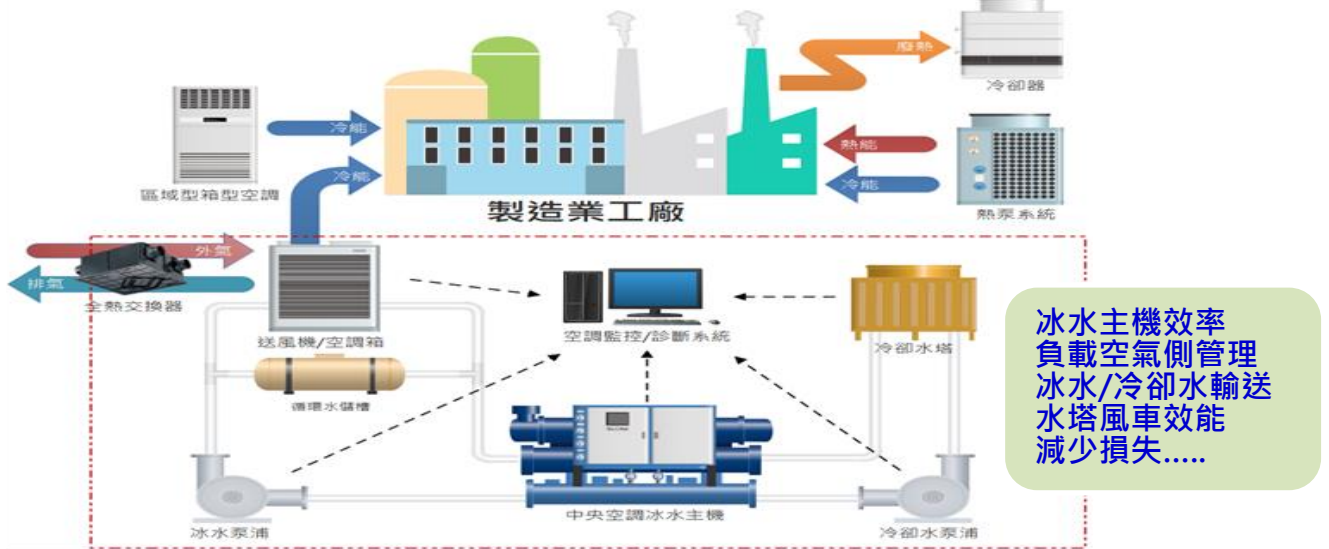 廢熱
冷卻器
冷能
熱能
區域型箱型空調
冷能
冷能
製造業工廠
熱泵系統
外氣
排氣
全熱交換器
送風機/空調箱
空調監控/診斷系統
冷卻水塔
循環水儲槽
冰水泵浦
中央空調冰水主機
冷卻水泵浦
冰水主機效率
負載空氣側管理
冰水/冷卻水輸送
水塔風車效能
減少損失.....